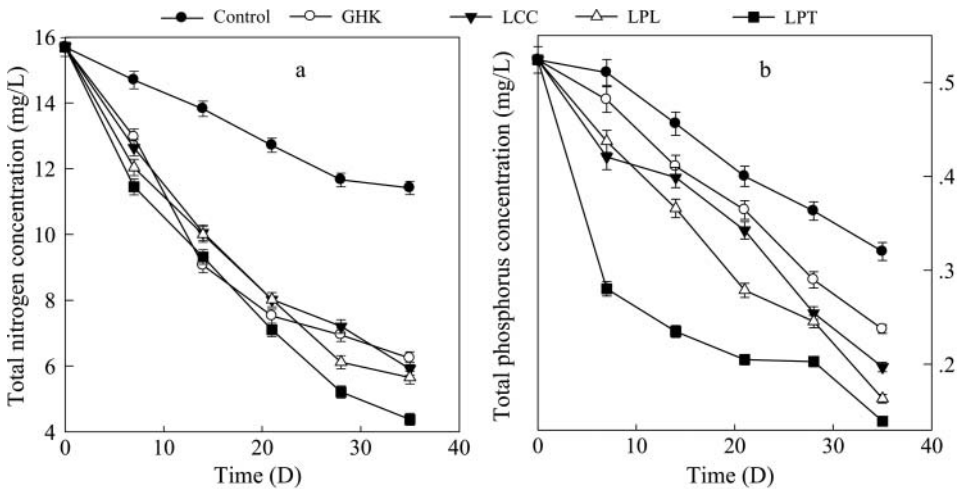 Control GHK LCC LPL LPT
a
b
16
14
12
10
8
6
4
Total nitrogen concentration (mg/L)
0 10 20 30 40
Time (D)
.5
.4
.3
.2
Total phosphorus concentration (mg/L)
0 10 20 30 40
Time (D)